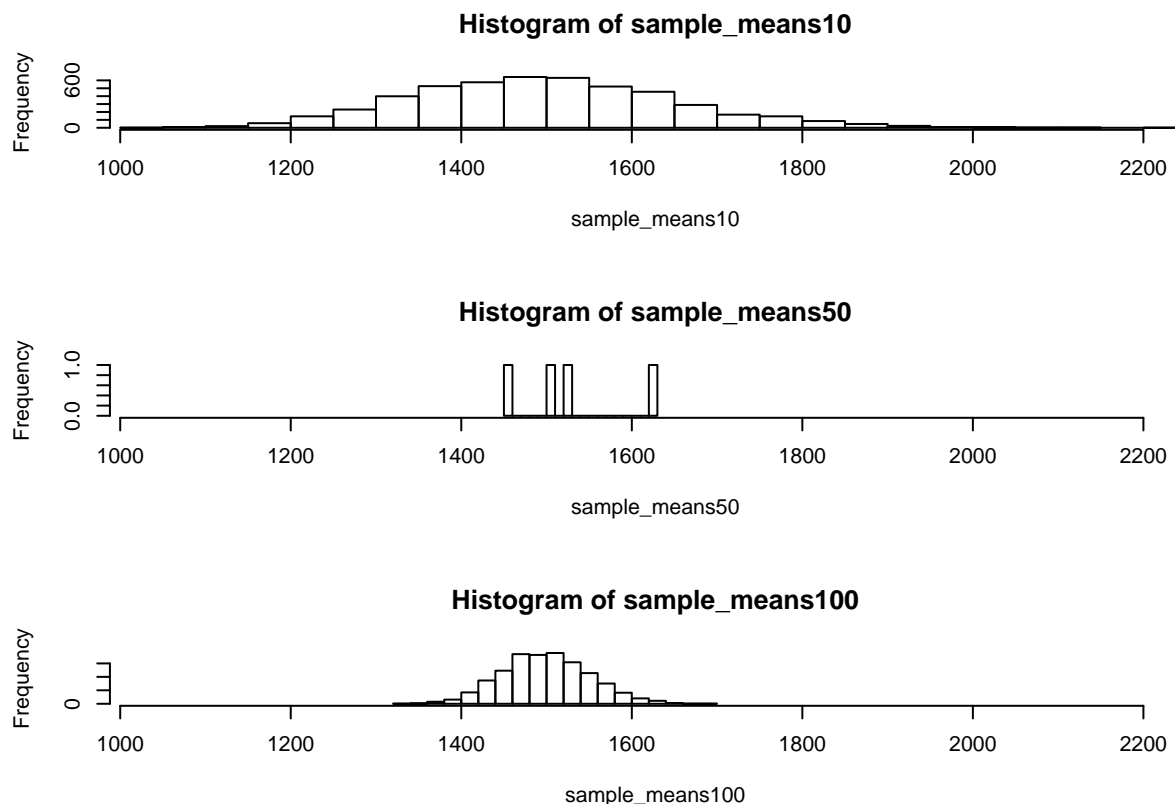 Histogram of sample_means10
Frequency
600
0
1000 1200 1400 1600 1800 2000 2200
sample_means10
Histogram of sample_means50
Frequency
1.0
0.0
1000 1200 1400 1600 1800 2000 2200
sample_means50
Histogram of sample_means100
Frequency
0
1000 1200 1400 1600 1800 2000 2200
sample_means100